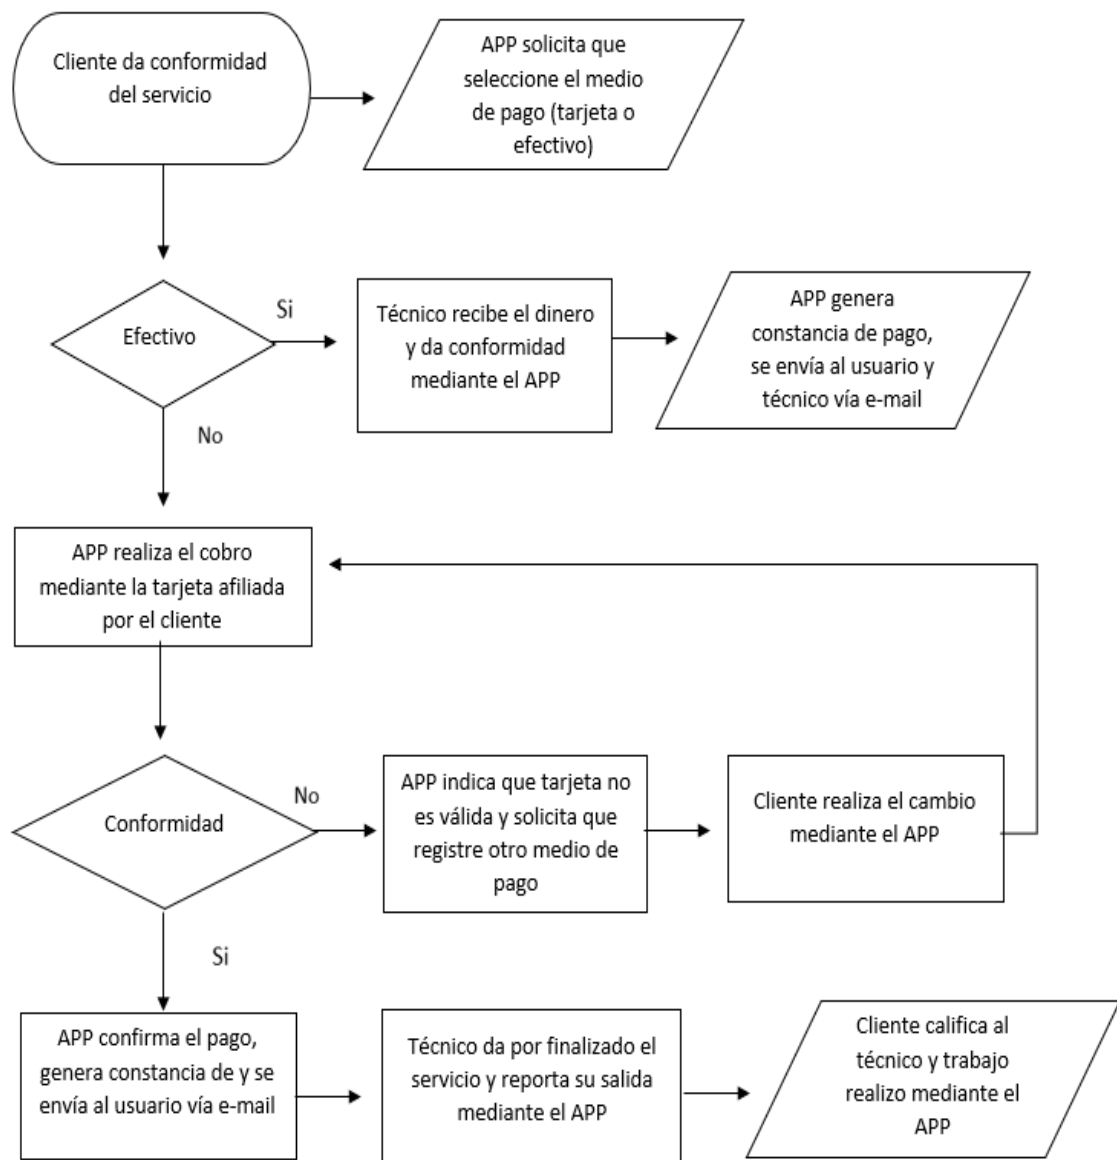 Cliente da conformidad
del servicio
APP solicita que
seleccione el medio
de pago (tarjeta o
efectivo)
Efectivo
Si
Técnico recibe el dinero
y da conformidad
mediante el APP
APP genera
constancia de pago,
se envía al usuario y
técnico vía e-mail
No
APP realiza el cobro
mediante la tarjeta afiliada
por el cliente
Conformidad
No
APP indica que tarjeta no
es válida y solicita que
registre otro medio de
pago
Cliente realiza el cambio
mediante el APP
Si
APP confirma el pago,
genera constancia de y se
envía al usuario vía e-mail
Técnico da por finalizado el
servicio y reporta su salida
mediante el APP
Cliente califica al
técnico y trabajo
realizo mediante el
APP